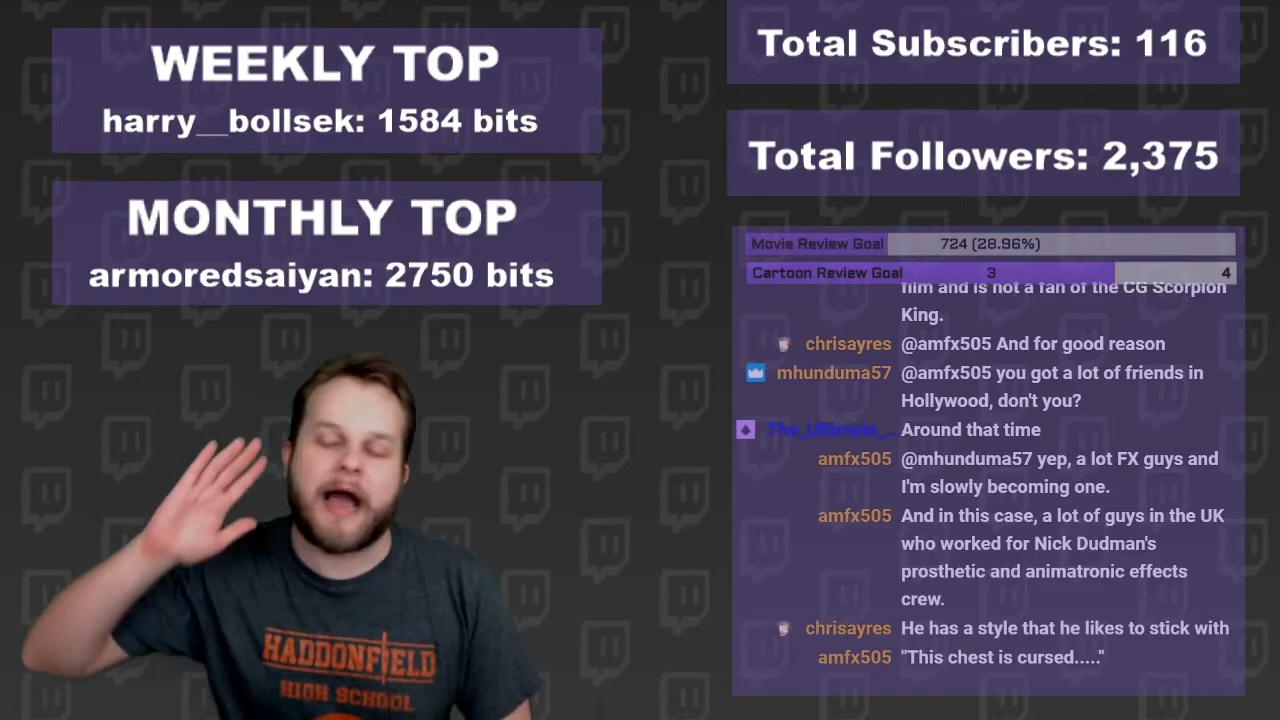 WEEKLY TOP
harry__bollsek: 1584 bits
MONTHLY TOP
armoredsaiyan: 2750 bits
Total Subscribers: 116
Total Followers: 2,375
Movie Review Goal 724 (28.96%)
Cartoon Review Goal 3 4
film and is not a fan of the CG Scorpion
King.
chrisayres @amfx505 And for good reason
mhunduma57 @amfx505 you got a lot of friends in
Hollywood, don't you?
The_Ultimate_... Around that time
amfx505 @mhunduma57 yep, a lot FX guys and
I'm slowly becoming one.
amfx505 And in this case, a lot of guys in the UK
who worked for Nick Dudman's
prosthetic and animatronic effects
crew.
chrisayres He has a style that he likes to stick with
amfx505 "This chest is cursed....."
HADDONFIELD
HIGH SCHOOL